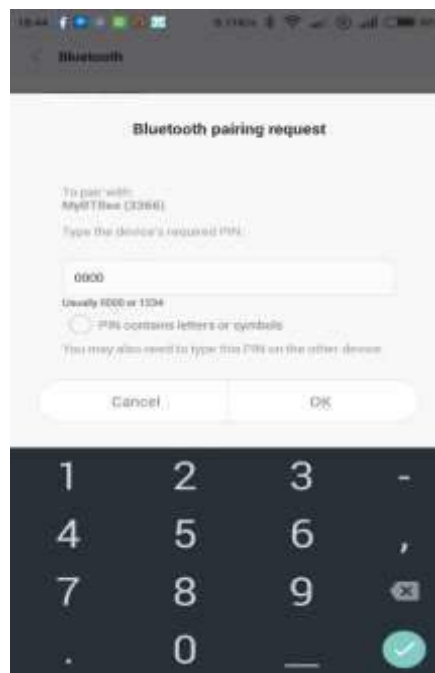 Bluetooth
Bluetooth pairing request
To pair with:
MyBTBee (3366)
Type the device's required PIN:
0000
Usually 0000 or 1234
PIN contains letters or symbols
You may also need to type this PIN on the other device.
Cancel OK
1 2 3 -
4 5 6 ,
7 8 9
. 0 _